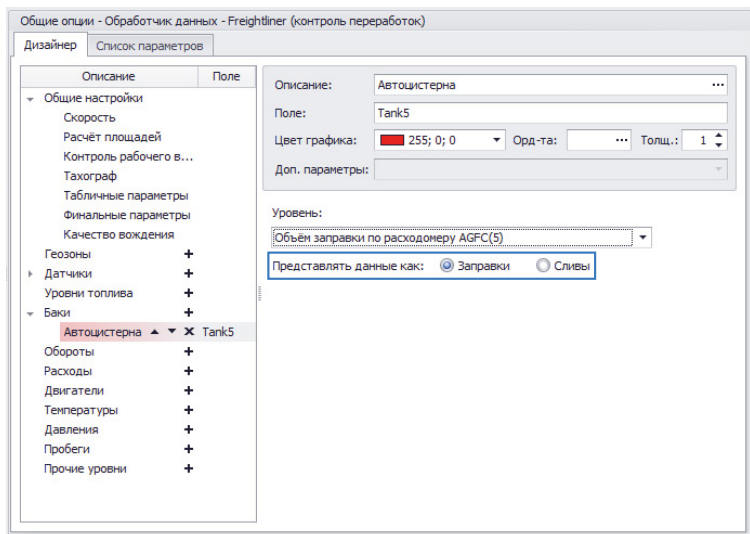 Общие опции - Обработчик данных - Freightliner (контроль переработок)
Дизайнер Список параметров
Описание Поле
Общие настройки
Скорость
Расчёт площадей
Контроль рабочего в...
Тахограф
Табличные параметры
Финальные параметры
Качество вождения
Геозоны +
Датчики +
Уровни топлива +
Баки +
Автоцистерна Tank5
Обороты +
Расходы +
Двигатели +
Температуры +
Давления +
Пробеги +
Прочие уровни +
Описание: Автоцистерна ...
Поле: Tank5
Цвет графика: 255; 0; 0 Орд-та: ... Толщ.: 1
Доп. параметры:
Уровень:
Объём заправки по расходомеру AGFC(5)
Представлять данные как: Заправки Сливы